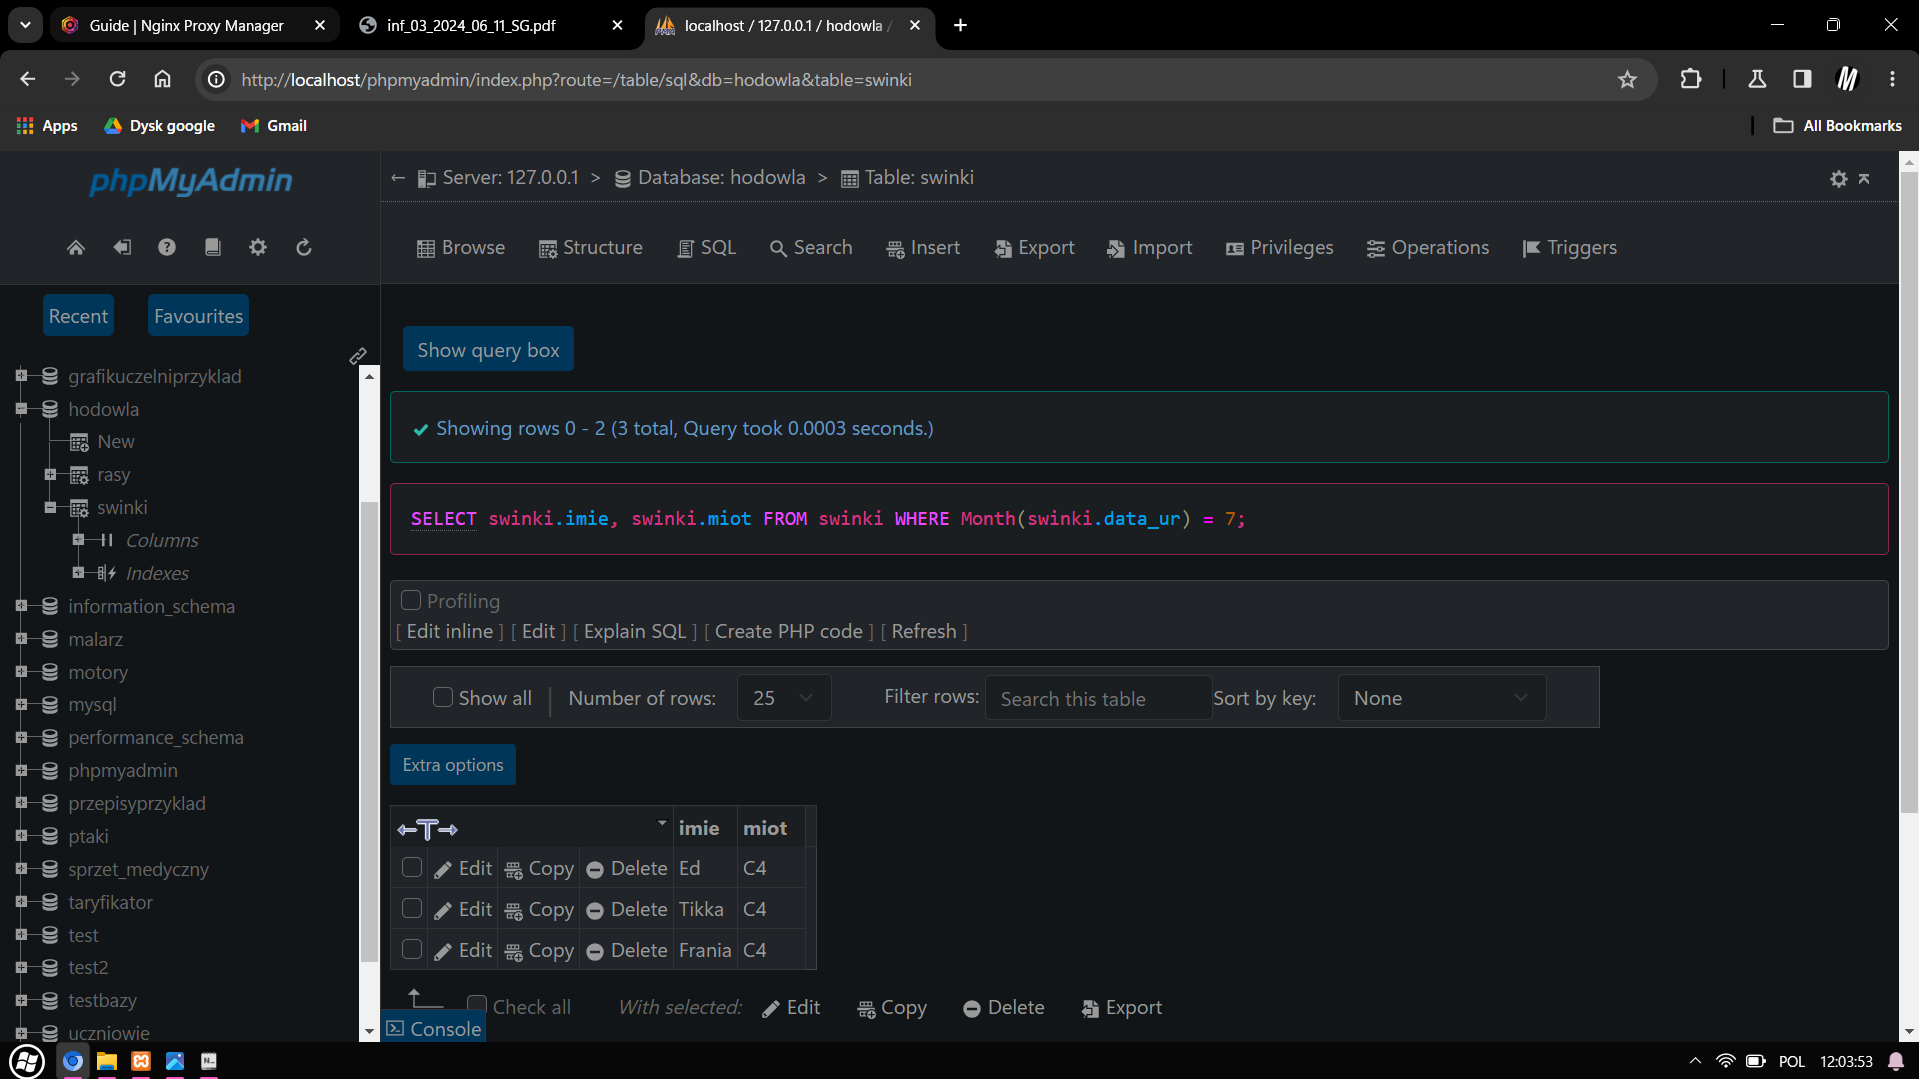 Guide | Nginx Proxy Manager
inf_03_2024_06_11_SG.pdf
localhost / 127.0.0.1 / hodowla /
http://localhost/phpmyadmin/index.php?route=/table/sql&db=hodowla&table=swinki
Apps
Dysk google
Gmail
All Bookmarks
phpMyAdmin
Recent
Favourites
grafikuczelniprzyklad
hodowla
New
rasy
swinki
Columns
Indexes
information_schema
malarz
motory
mysql
performance_schema
phpmyadmin
przepisyprzyklad
ptaki
sprzet_medyczny
taryfikator
test
test2
testbazy
uczniowie
← Server: 127.0.0.1 > Database: hodowla > Table: swinki
Browse Structure SQL Search Insert Export Import Privileges Operations Triggers
Show query box
Showing rows 0 - 2 (3 total, Query took 0.0003 seconds.)
SELECT swinki.imie, swinki.miot FROM swinki WHERE Month(swinki.data_ur) = 7;
Profiling
[ Edit inline ] [ Edit ] [ Explain SQL ] [ Create PHP code ] [ Refresh ]
Show all | Number of rows: 25 Filter rows: Search this table Sort by key: None
Extra options
←T→ imie miot
Edit Copy Delete Ed C4
Edit Copy Delete Tikka C4
Edit Copy Delete Frania C4
Check all With selected: Edit Copy Delete Export
Console
POL 12:03:53